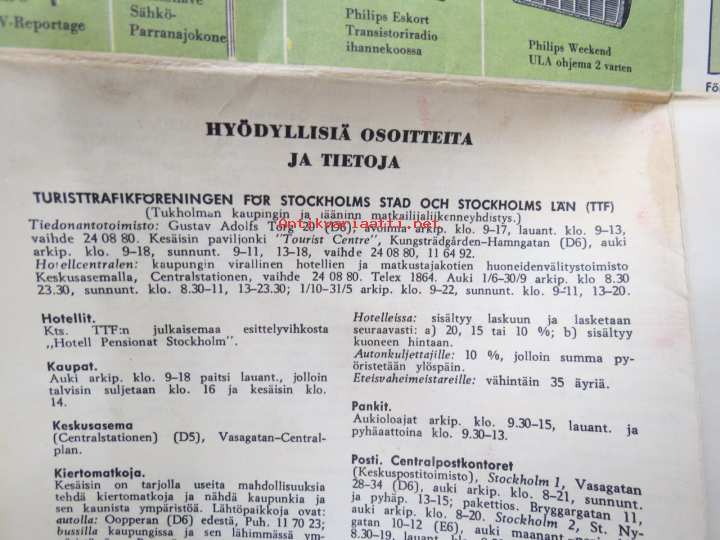 V-Reportage
Sähkö-
Parranajokone
Philips Eskort
Transistoriradio
ihannekoossa
Philips Weekend
ULA ohjema 2 varten
HYÖDYLLISIÄ OSOITTEITA
JA TIETOJA
TURISTTRAFIKFÖRENINGEN FÖR STOCKHOLMS STAD OCH STOCKHOLMS LÄN (TTF)
(Tukholman kaupingin ja lääninn matkailijalijkenneyhdistys.)
Tiedonantotoimisto: Gustav Adolfs Torg (D6), avoinna arkip. klo. 9-17, lauant. klo. 9-13,
vaihde 24 08 80. Kesäisin paviljonki "Tourist Centre", Kungsträdgården-Hamngatan (D6), auki
arkip. klo. 9-18, sunnunt. 9-11, 13-18, vaihde 24 08 80, 11 64 92.
Hotellcentralen: kaupungin virallinen hotellien ja matkustajakotien huoneidenvälitystoimisto
Keskusasemalla, Centralstationen, vaihde 24 08 80. Telex 1864. Auki 1/6-30/9 arkip klo 8.30
23.30, sunnunt. klo. 8.30-11, 13-23.30; 1/10-31/5 arkip. klo. 9-22, sunnunt. klo. 9-11, 13-20.
Hotellit.
Kts. TTF:n julkaisemaa esittelyvihkosta
„Hotell Pensionat Stockholm".
Kaupat.
Auki arkip. klo. 9-18 paitsi lauant., jolloin
talvisin suljetaan klo. 16 ja kesäisin klo.
14.
Keskusasema
(Centralstationen) (D5), Vasagatan-Central-
plan.
Kiertomatkoja.
Kesäisin on tarjolla useita mahdollisuuksia
tehdä kiertomatkoja ja nähdä kaupunkia ja
sen kaunista ympäristöä. Lähtöpaikkoja ovat:
autolla: Oopperan (D6) edestä, Puh. 11 70 23;
bussilla kaupungissa ja sen lähimmässä ym-
Hotelleissa: sisältyy laskuun ja lasketaan
seuraavasti: a) 20, 15 tai 10 %; b) sisältyy
kuoneen hintaan.
Autonkuljettajille: 10 %, jolloin summa py-
öristetään ylöspäin.
Eteisvaheimeistareille: vähintäin 35 äyriä.
Pankit.
Aukioloajat arkip. klo. 9.30-15, lauant. ja
pyhäaattoina klo. 9.30-13.
Posti. Centralpostkontoret
(Keskuspostitoimisto), Stockholm 1, Vasagatan
28-34 (D6), auki arkip. klo. 8-21, sunnunt.
ja pyhäp. 13-15; pakettios. Bryggargatan 11,
auki arkip. klo. 8-20. Stockholm 2, St. Ny-
gatan 10-12 (E6), auki maanant.
8.30-19, lauant. klo.
Antikvariaatti.net